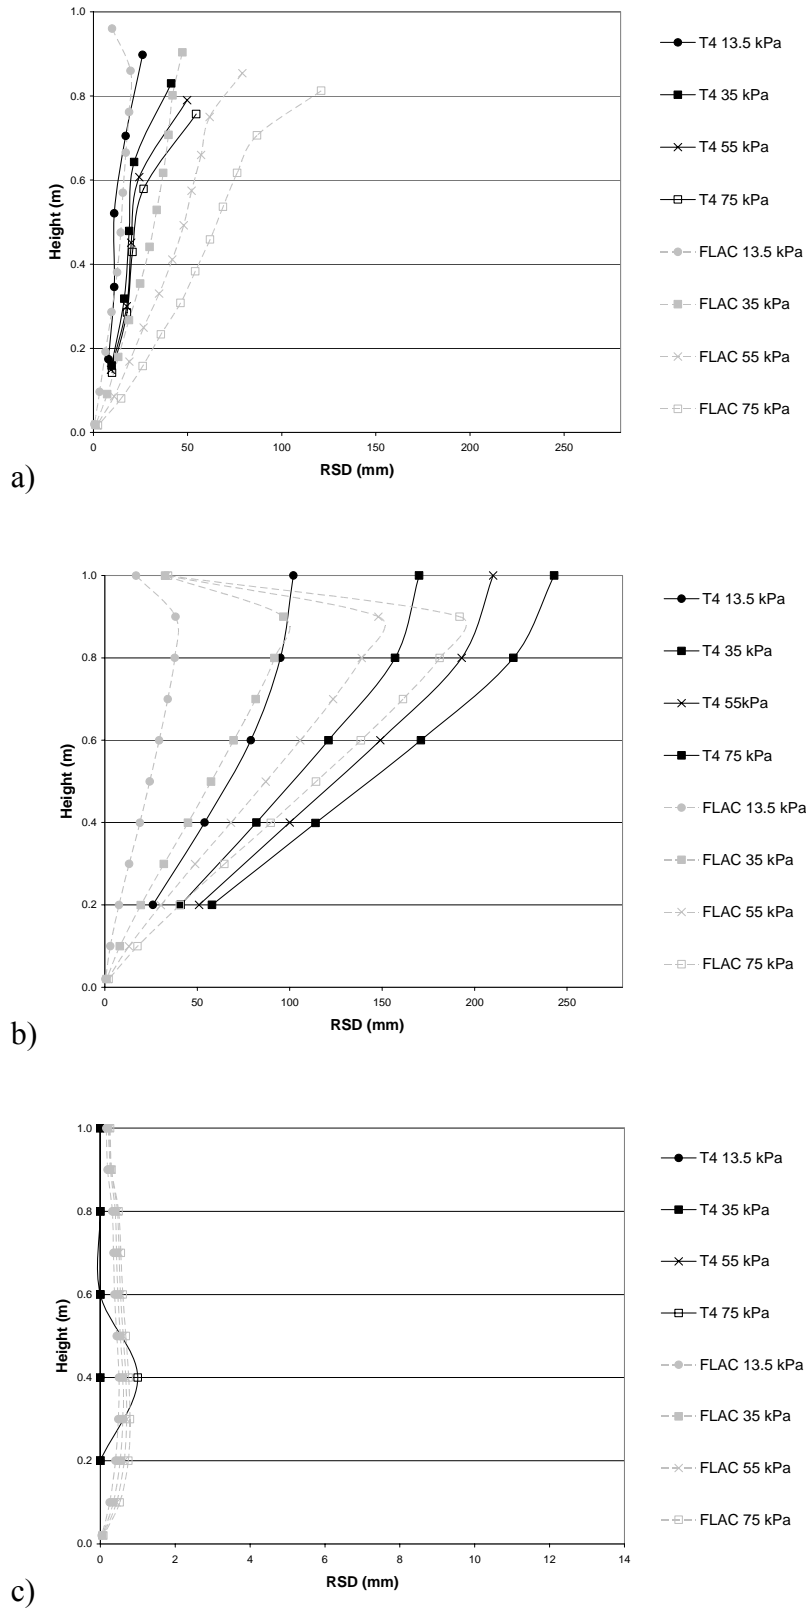 1.0
0.8
0.6
0.4
0.2
0.0
Height (m)
0 50 100 150 200 250
RSD (mm)
T4 13.5 kPa
T4 35 kPa
T4 55 kPa
T4 75 kPa
FLAC 13.5 kPa
FLAC 35 kPa
FLAC 55 kPa
FLAC 75 kPa
a)
1.0
0.8
0.6
0.4
0.2
0.0
Height (m)
0 50 100 150 200 250
RSD (mm)
T4 13.5 kPa
T4 35 kPa
T4 55kPa
T4 75 kPa
FLAC 13.5 kPa
FLAC 35 kPa
FLAC 55 kPa
FLAC 75 kPa
b)
1.0
0.8
0.6
0.4
0.2
0.0
Height (m)
0 2 4 6 8 10 12 14
RSD (mm)
T4 13.5 kPa
T4 35 kPa
T4 55 kPa
T4 75 kPa
FLAC 13.5 kPa
FLAC 35 kPa
FLAC 55 kPa
FLAC 75 kPa
c)